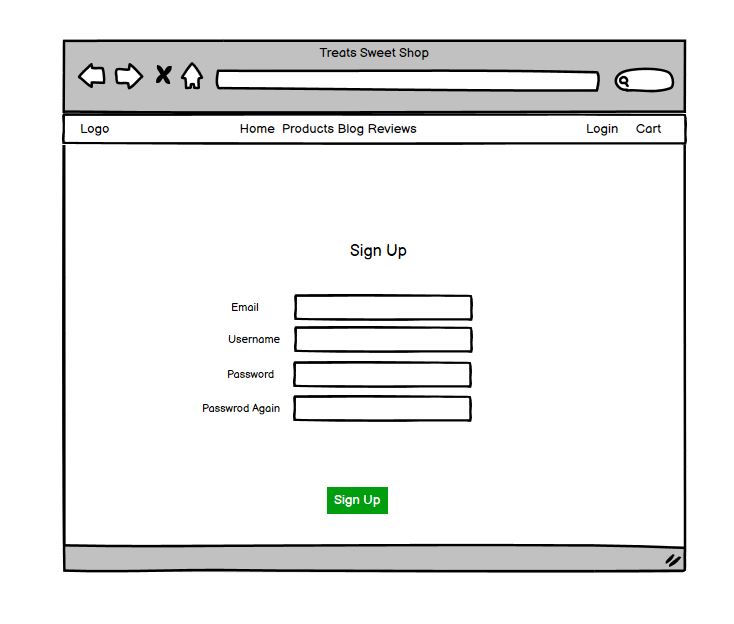 Treats Sweet Shop
Logo Home Products Blog Reviews Login Cart
Sign Up
Email
Username
Password
Passwrod Again
Sign Up